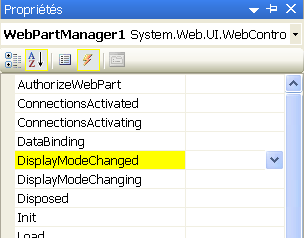 Propriétés
WebPartManager1 System.Web.UI.WebContro
AuthorizeWebPart
ConnectionsActivated
ConnectionsActivating
DataBinding
DisplayModeChanged
DisplayModeChanging
Disposed
Init
Load